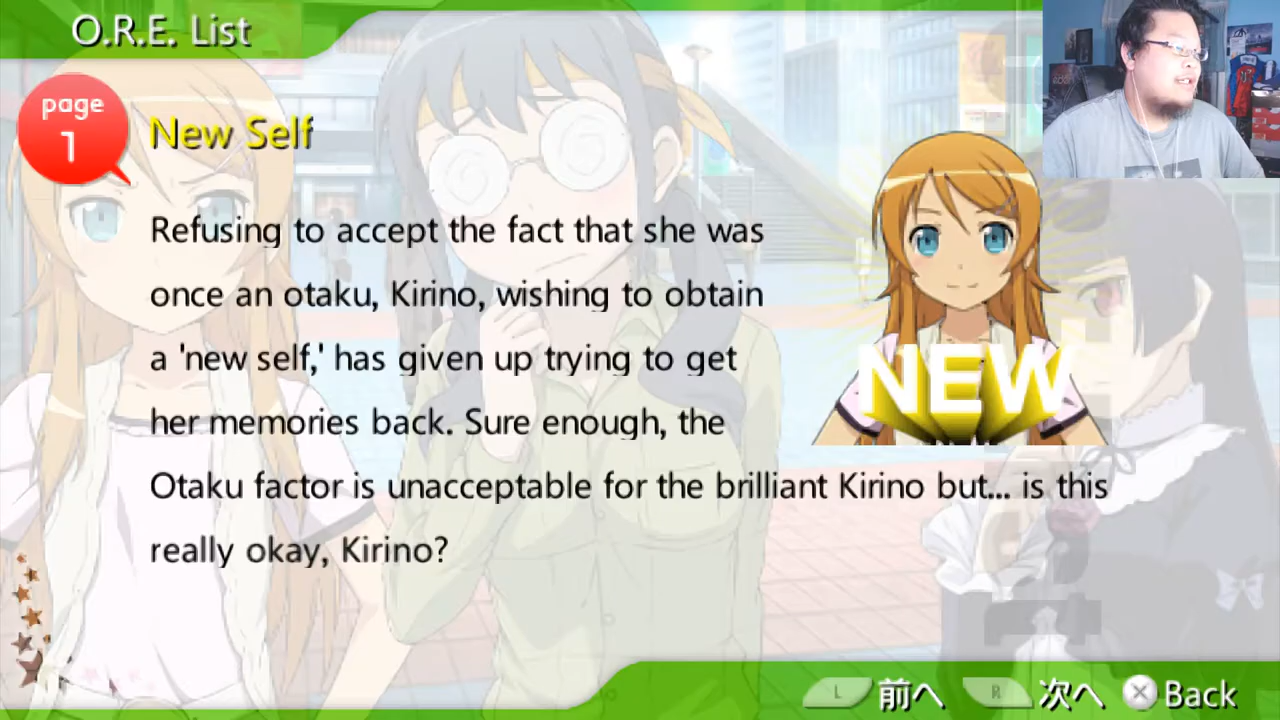 O.R.E. List
page
1
New Self
Refusing to accept the fact that she was
once an otaku, Kirino, wishing to obtain
a 'new self,' has given up trying to get
her memories back. Sure enough, the
Otaku factor is unacceptable for the brilliant Kirino but... is this
really okay, Kirino?
NEW
L 前へ R 次へ X Back